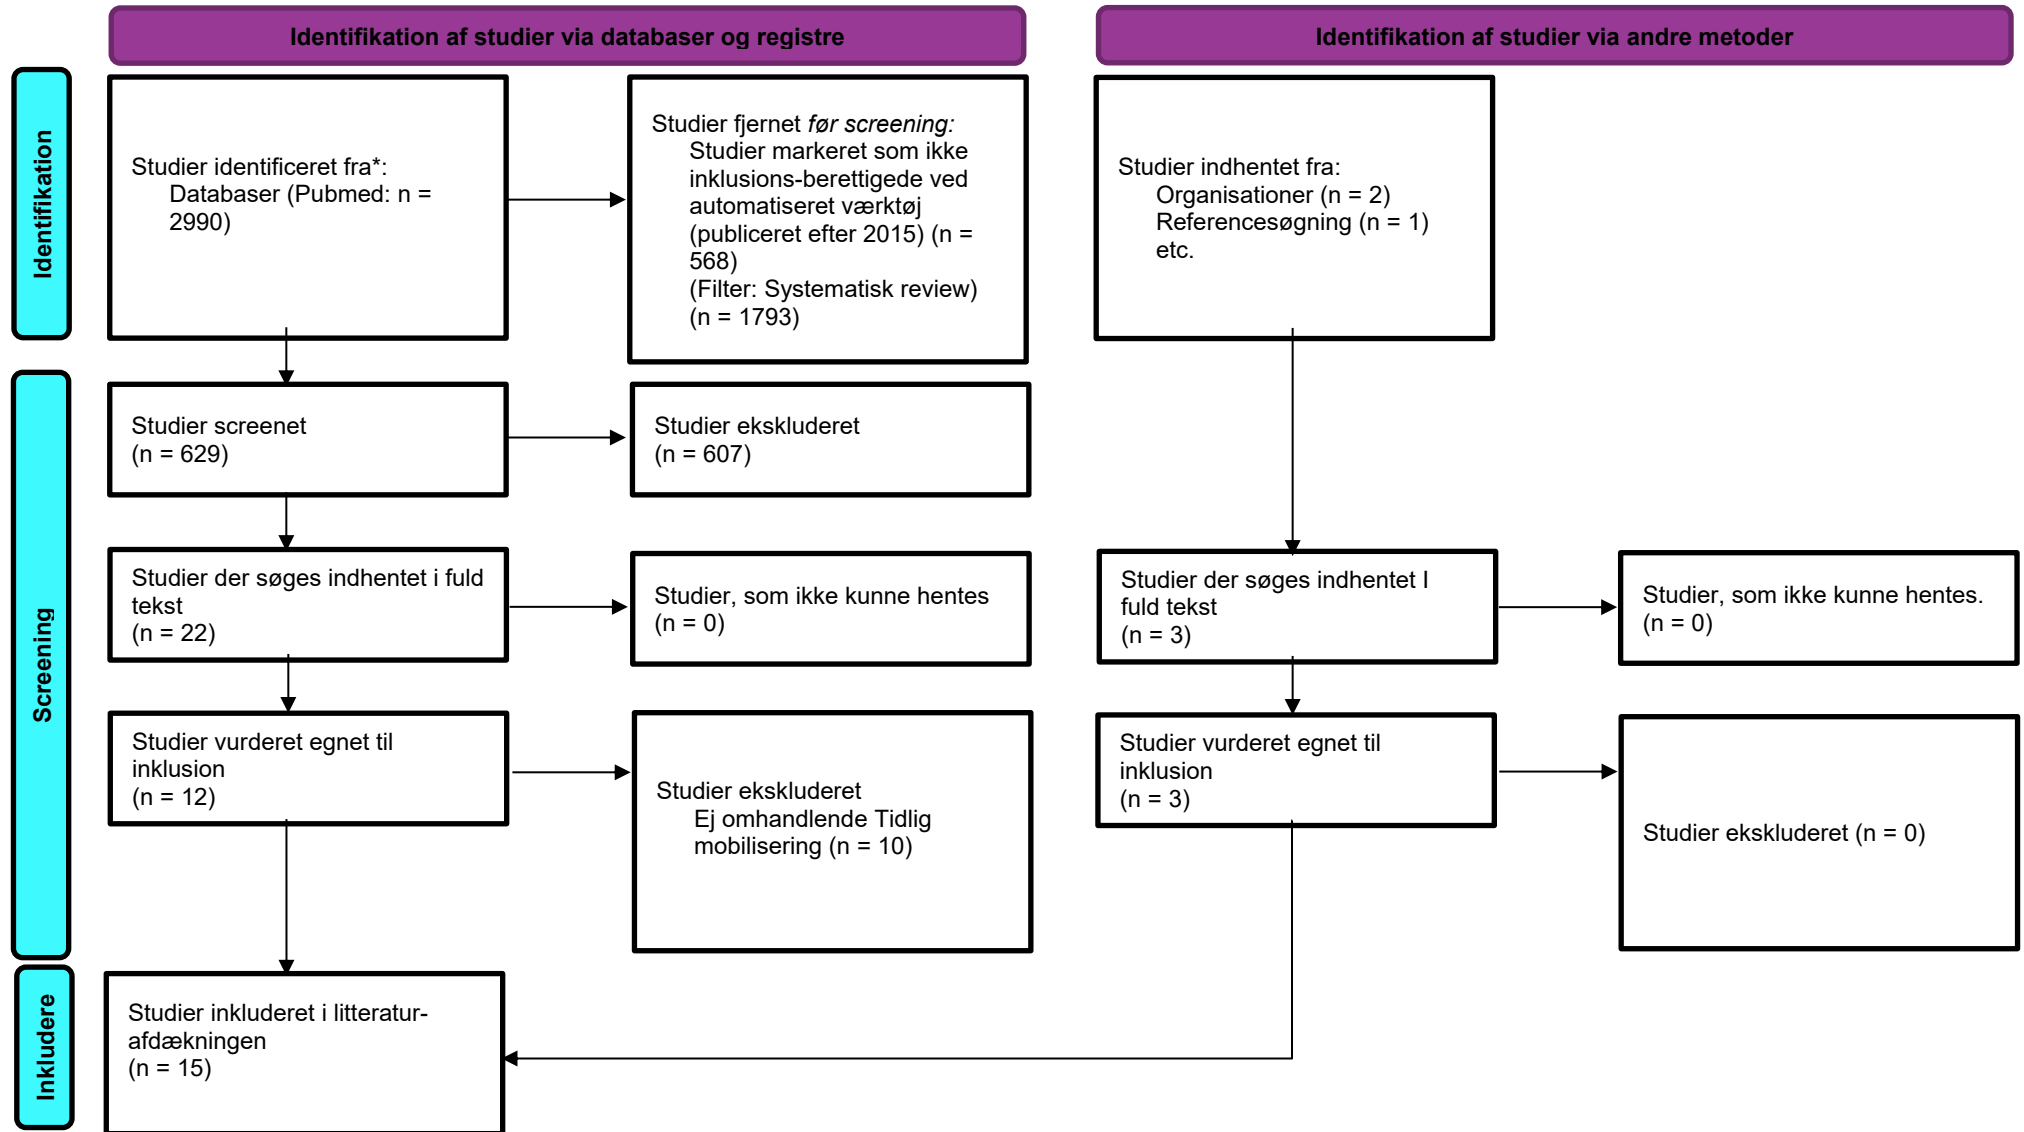 Identifikation af studier via databaser og registre
Identifikation af studier via andre metoder
Identifikation
Studier identificeret fra*:
Databaser (Pubmed: n =
2990)
Studier fjernet før screening:
Studier markeret som ikke
inklusions-berettigede ved
automatiseret værktøj
(publiceret efter 2015) (n =
568)
(Filter: Systematisk review)
(n = 1793)
Studier indhentet fra:
Organisationer (n = 2)
Referencesøgning (n = 1)
etc.
Screening
Studier screenet
(n = 629)
Studier ekskluderet
(n = 607)
Studier der søges indhentet i fuld
tekst
(n = 22)
Studier, som ikke kunne hentes
(n = 0)
Studier der søges indhentet I
fuld tekst
(n = 3)
Studier, som ikke kunne hentes.
(n = 0)
Studier vurderet egnet til
inklusion
(n = 12)
Studier ekskluderet
Ej omhandlende Tidlig
mobilisering (n = 10)
Studier vurderet egnet til
inklusion
(n = 3)
Studier ekskluderet (n = 0)
Inkludere
Studier inkluderet i litteratur-
afdækningen
(n = 15)